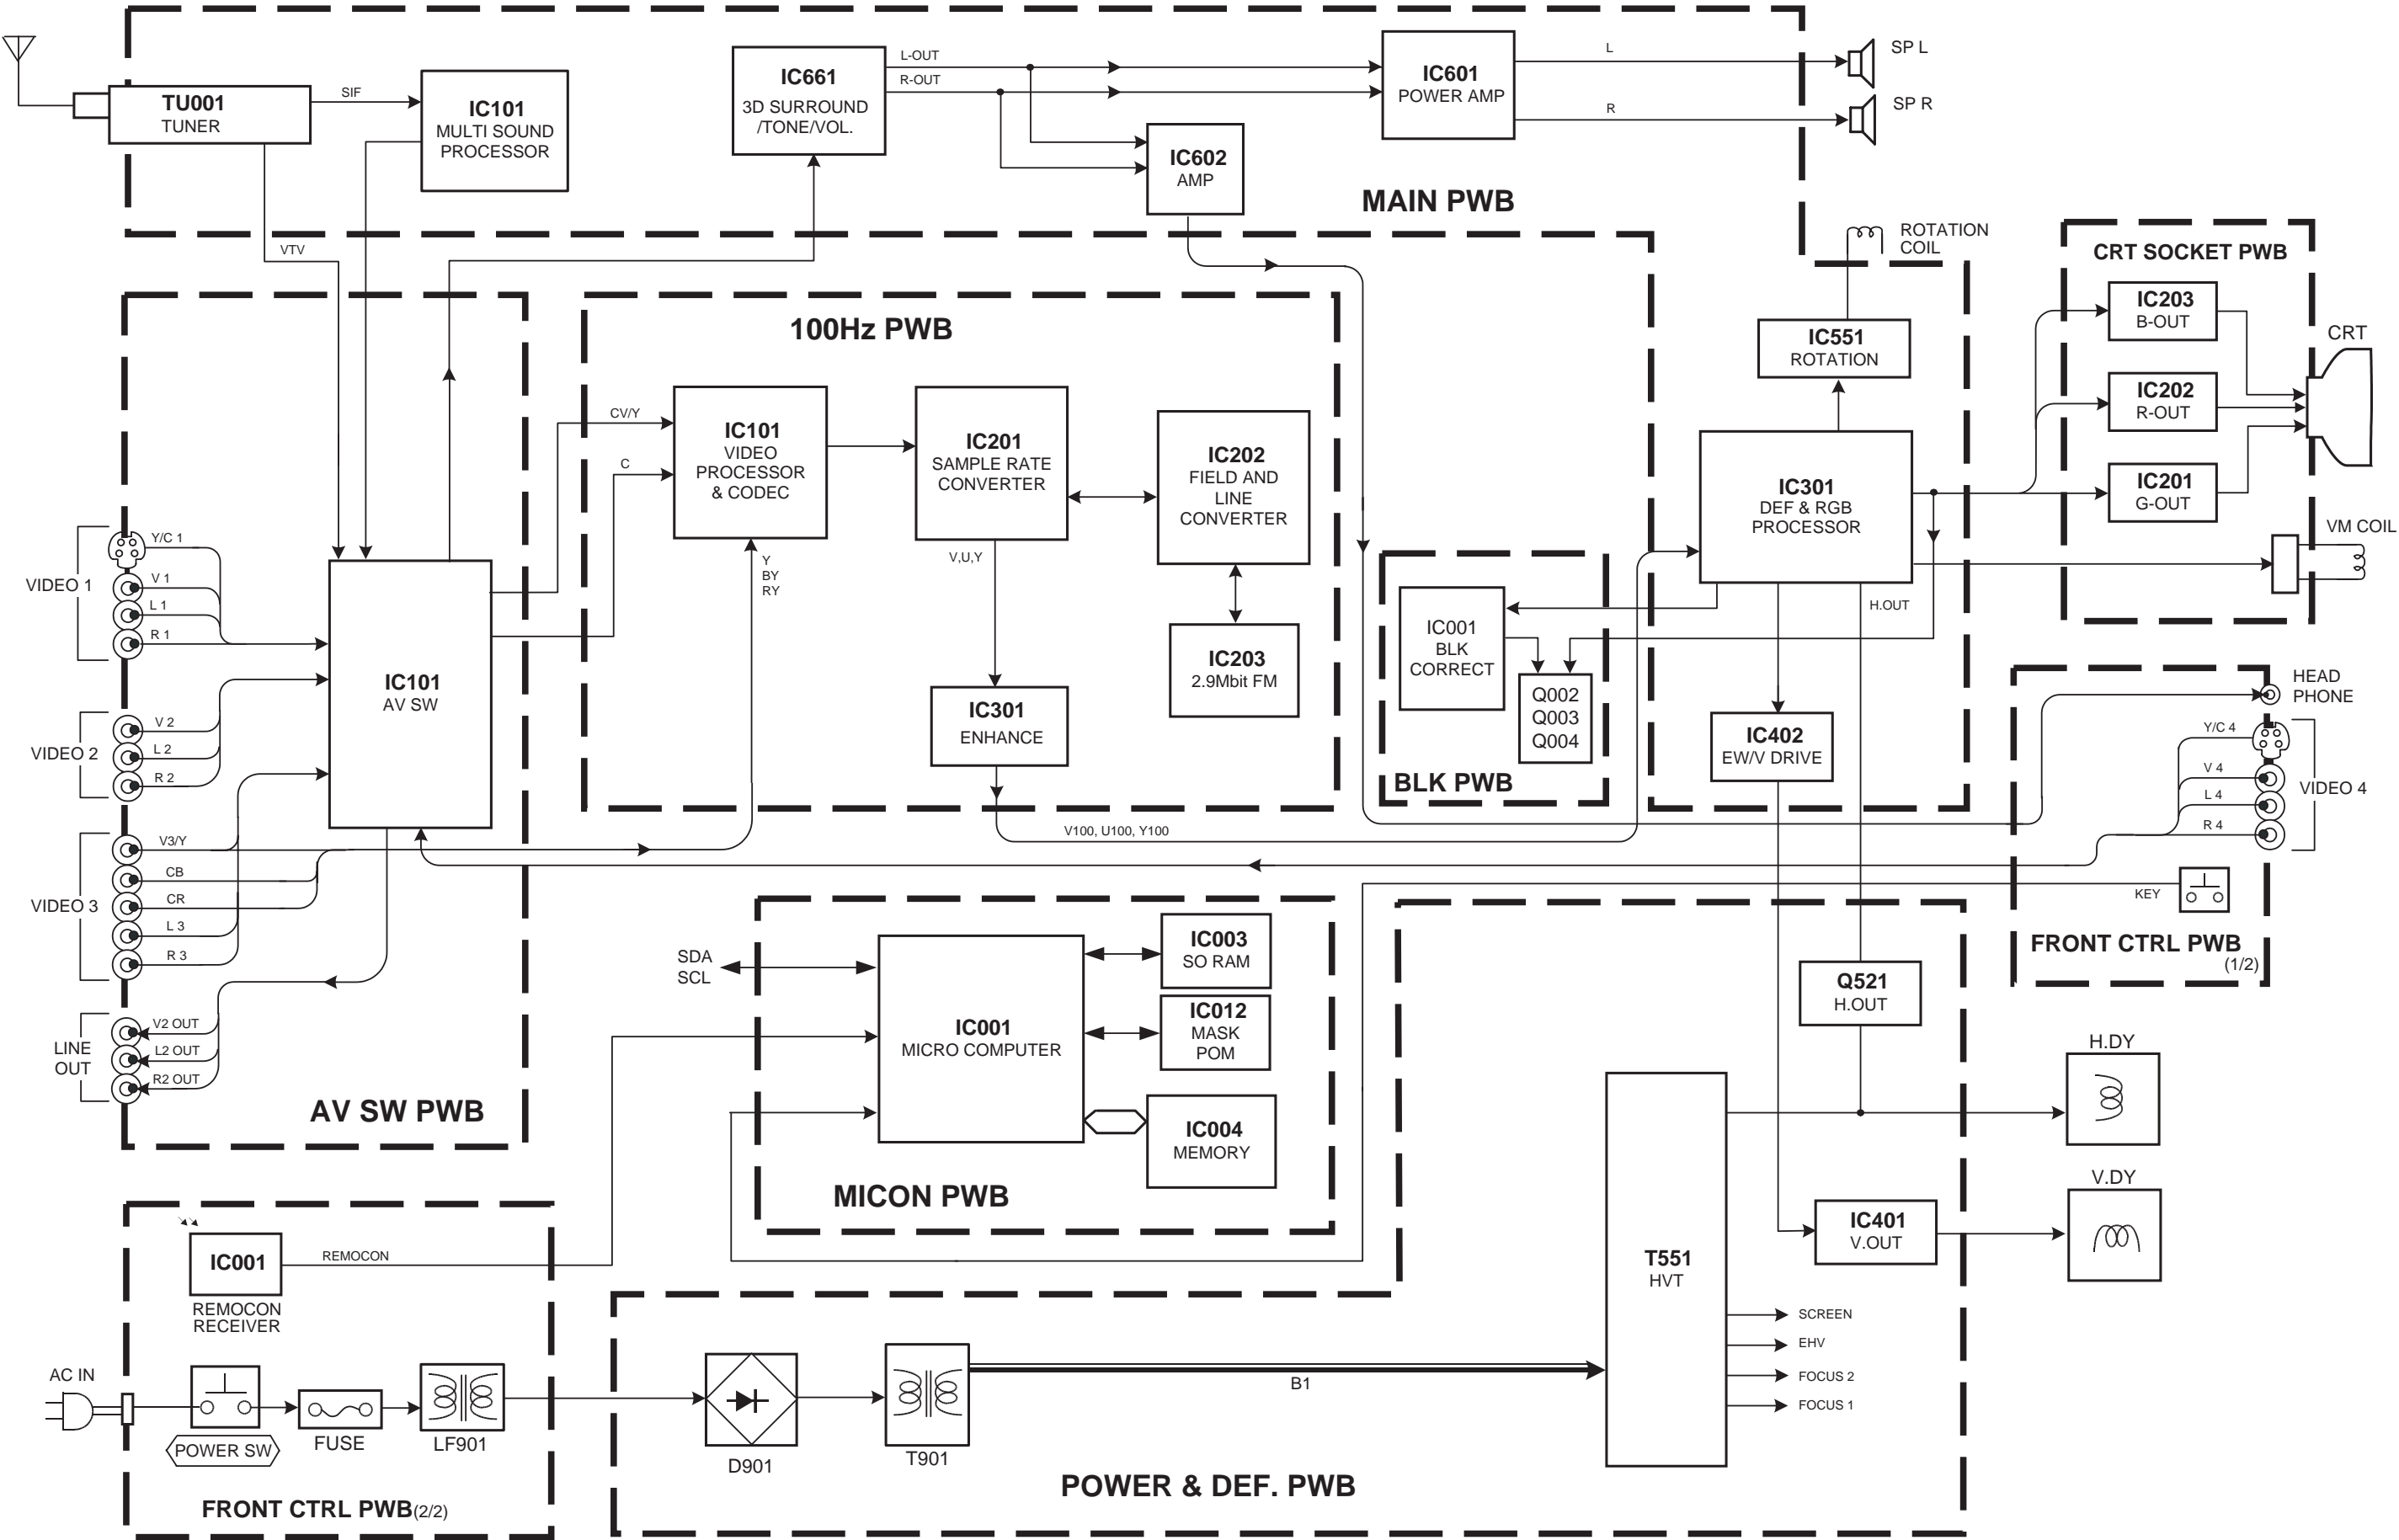 TU001
TUNER
SIF
IC101
MULTI SOUND
PROCESSOR
VTV
IC661
3D SURROUND
/TONE/VOL.
L-OUT
R-OUT
IC601
POWER AMP
L
R
SP L
SP R
IC602
AMP
MAIN PWB
ROTATION
COIL
IC551
ROTATION
CRT SOCKET PWB
IC203
B-OUT
IC202
R-OUT
IC201
G-OUT
CRT
VM COIL
100Hz PWB
CV/Y
C
IC101
VIDEO
PROCESSOR
& CODEC
Y
BY
RY
IC201
SAMPLE RATE
CONVERTER
V,U,Y
IC202
FIELD AND
LINE
CONVERTER
IC203
2.9Mbit FM
IC301
ENHANCE
V100, U100, Y100
IC301
DEF & RGB
PROCESSOR
H.OUT
IC001
BLK
CORRECT
Q002
Q003
Q004
BLK PWB
IC402
EW/V DRIVE
VIDEO 1
Y/C 1
V 1
L 1
R 1
VIDEO 2
V 2
L 2
R 2
VIDEO 3
V3/Y
CB
CR
L 3
R 3
LINE
OUT
V2 OUT
L2 OUT
R2 OUT
IC101
AV SW
AV SW PWB
HEAD
PHONE
Y/C 4
V 4
L 4
R 4
VIDEO 4
KEY
FRONT CTRL PWB
(1/2)
SDA
SCL
IC001
MICRO COMPUTER
IC003
SO RAM
IC012
MASK
POM
IC004
MEMORY
MICON PWB
Q521
H.OUT
H.DY
V.DY
IC401
V.OUT
T551
HVT
SCREEN
EHV
FOCUS 2
FOCUS 1
IC001
REMOCON
REMOCON
RECEIVER
AC IN
POWER SW
FUSE
LF901
FRONT CTRL PWB(2/2)
D901
T901
B1
POWER & DEF. PWB